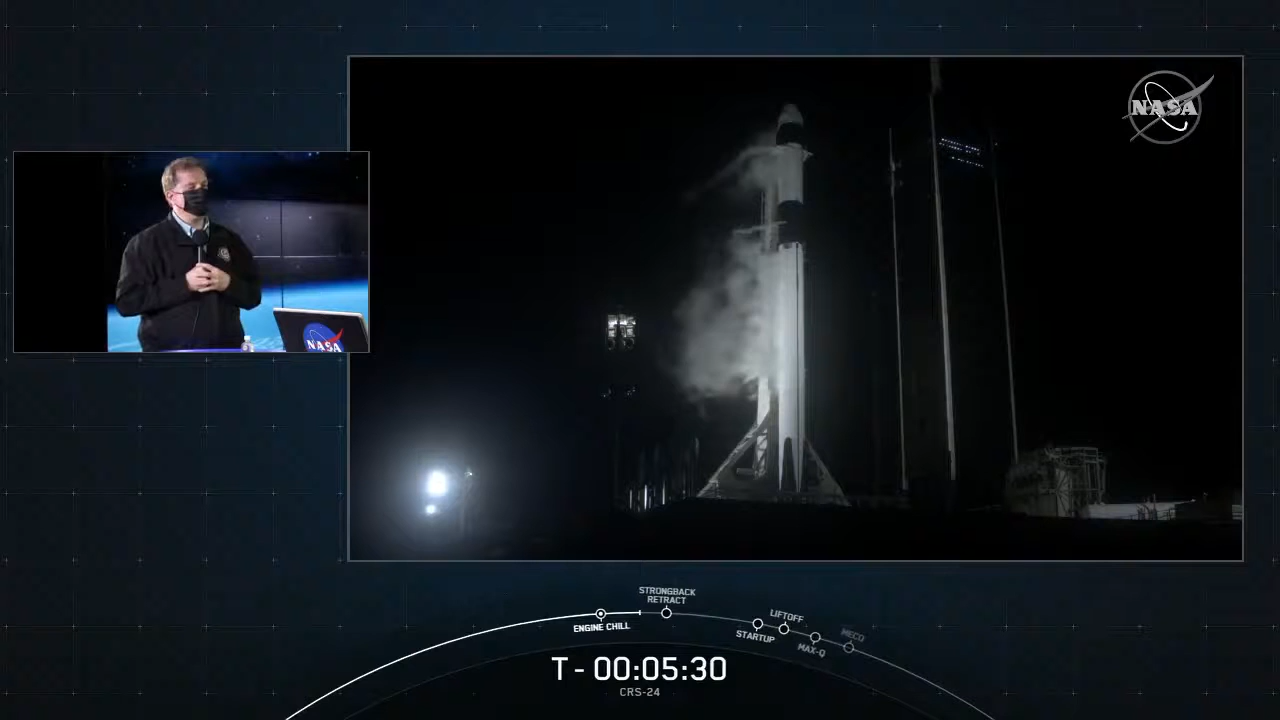 NASA
NASA
STRONGBACK
RETRACT
ENGINE CHILL
LIFTOFF
STARTUP
MAX-Q
MECO
T- 00:05:30
CRS-24